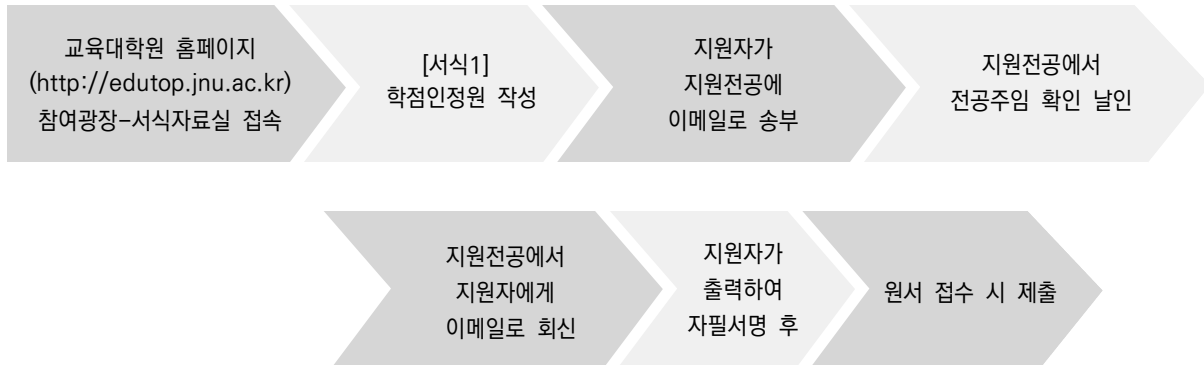 교육대학원 홈페이지
(http://edutop.jnu.ac.kr)
참여광장-서식자료실 접속
[서식1]
학점인정원 작성
지원자가
지원전공에
이메일로 송부
지원전공에서
전공주임 확인 날인
지원전공에서
지원자에게
이메일로 회신
지원자가
출력하여
자필서명 후
원서 접수 시 제출